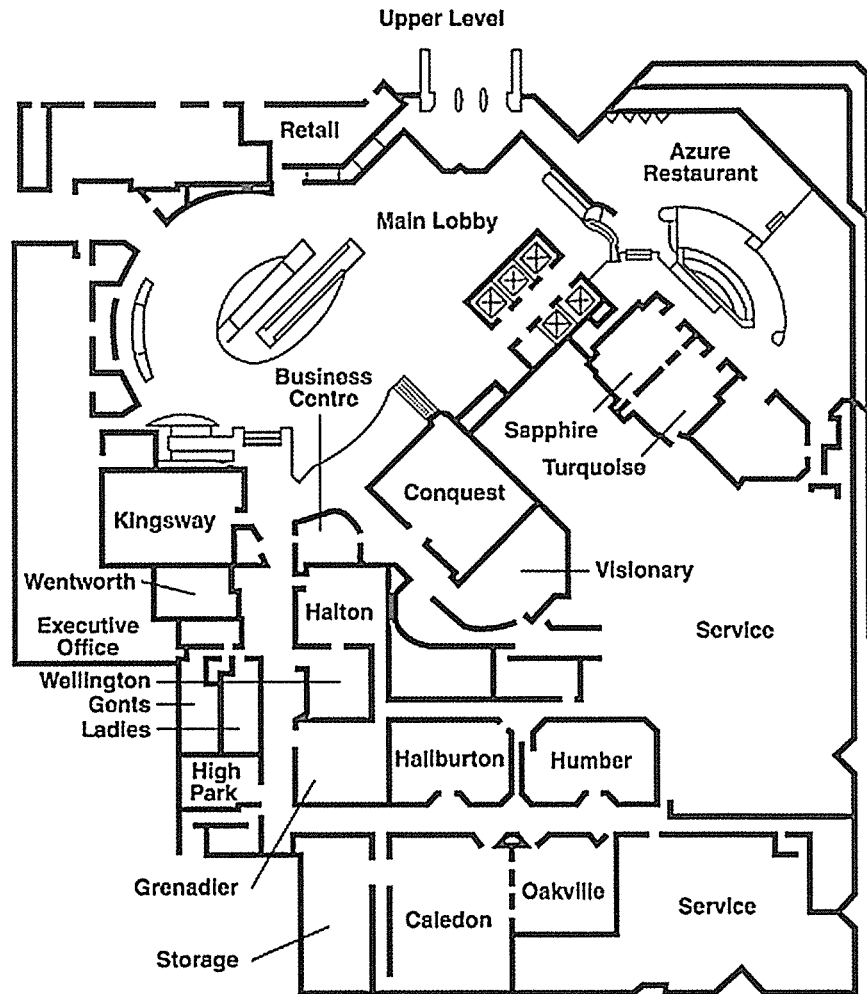 Upper Level
Retail
Azure
Restaurant
Main Lobby
Business
Centre
Sapphire
Turquoise
Conquest
Kingsway
Visionary
Wentworth
Halton
Executive
Office
Service
Wellington
Gents
Ladies
High
Park
Haliburton
Humber
Grenadier
Oakville
Caledon
Service
Storage